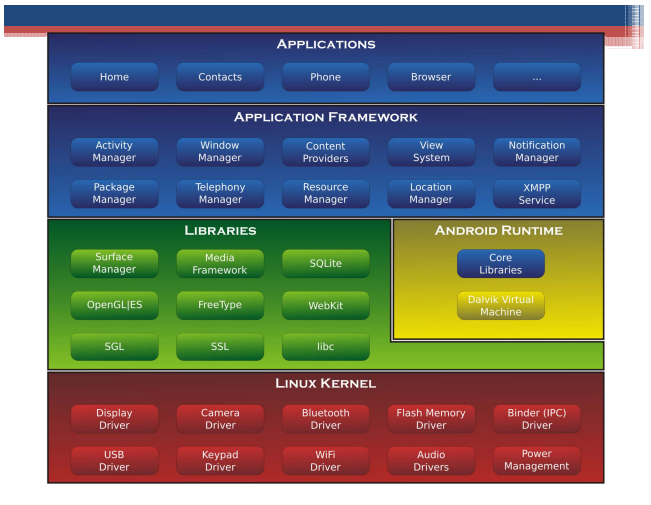 APPLICATIONS
Home Contacts Phone Browser ...
APPLICATION FRAMEWORK
Activity Manager
Window Manager
Content Providers
View System
Notification Manager
Package Manager
Telephony Manager
Resource Manager
Location Manager
XMPP Service
LIBRARIES
Surface Manager
Media Framework
SQLite
OpenGL|ES
FreeType
WebKit
SGL
SSL
libc
ANDROID RUNTIME
Core Libraries
Dalvik Virtual Machine
LINUX KERNEL
Display Driver
Camera Driver
Bluetooth Driver
Flash Memory Driver
Binder (IPC) Driver
USB Driver
Keypad Driver
WiFi Driver
Audio Drivers
Power Management